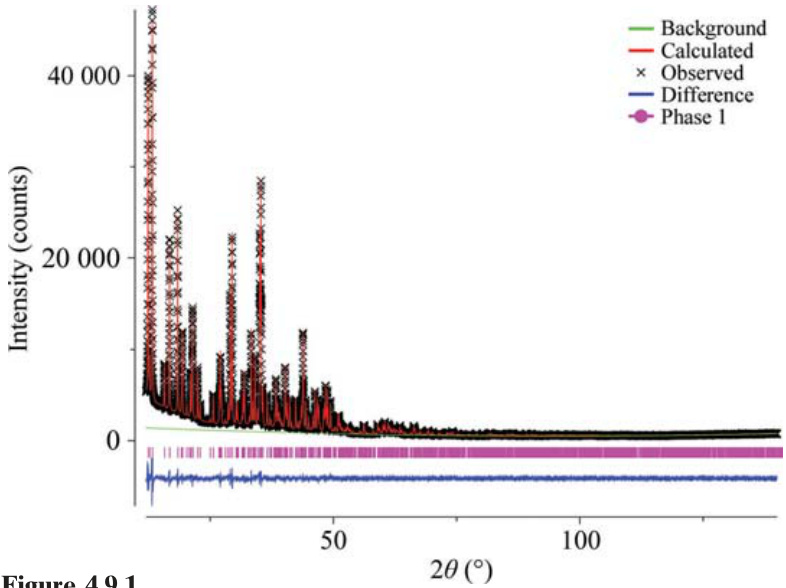 Background
Calculated
Observed
Difference
Phase 1
40 000
20 000
0
Intensity (counts)
50
100
2θ (°)
Figure 4.9.1